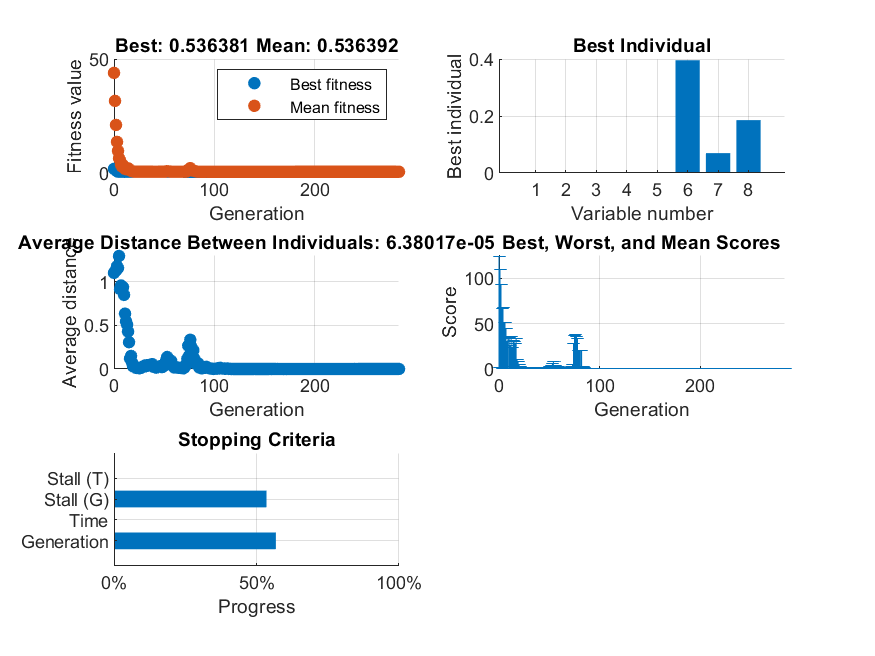 Best: 0.536381 Mean: 0.536392
Fitness value
50
0
Best fitness
Mean fitness
0 100 200
Generation
Best Individual
Best individual
0.4
0.2
0
1 2 3 4 5 6 7 8
Variable number
Average Distance Between Individuals: 6.38017e-05
Average distance
1
0.5
0
0 100 200
Generation
Best, Worst, and Mean Scores
Score
100
50
0
0 100 200
Generation
Stopping Criteria
Stall (T)
Stall (G)
Time
Generation
0% 50% 100%
Progress